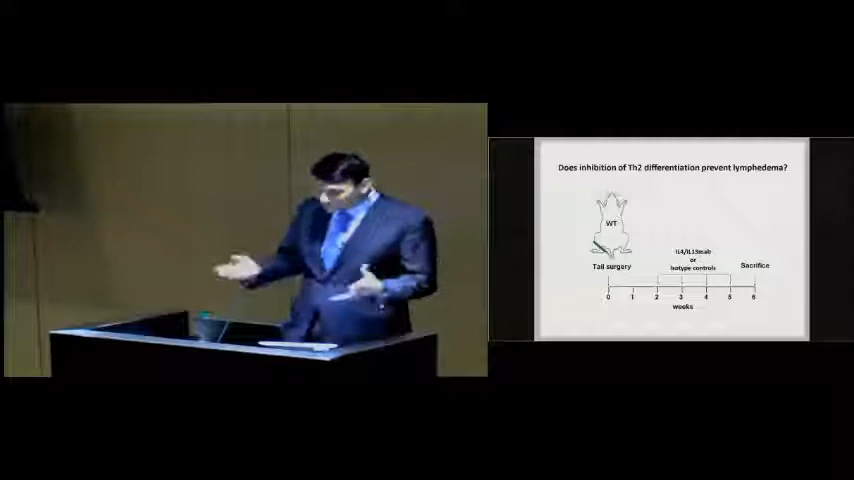 Does inhibition of Th2 differentiation prevent lymphedema?
WT
IL4/IL13mab
or
Isotype controls
Tail surgery
Sacrifice
0 1 2 3 4 5 6
weeks